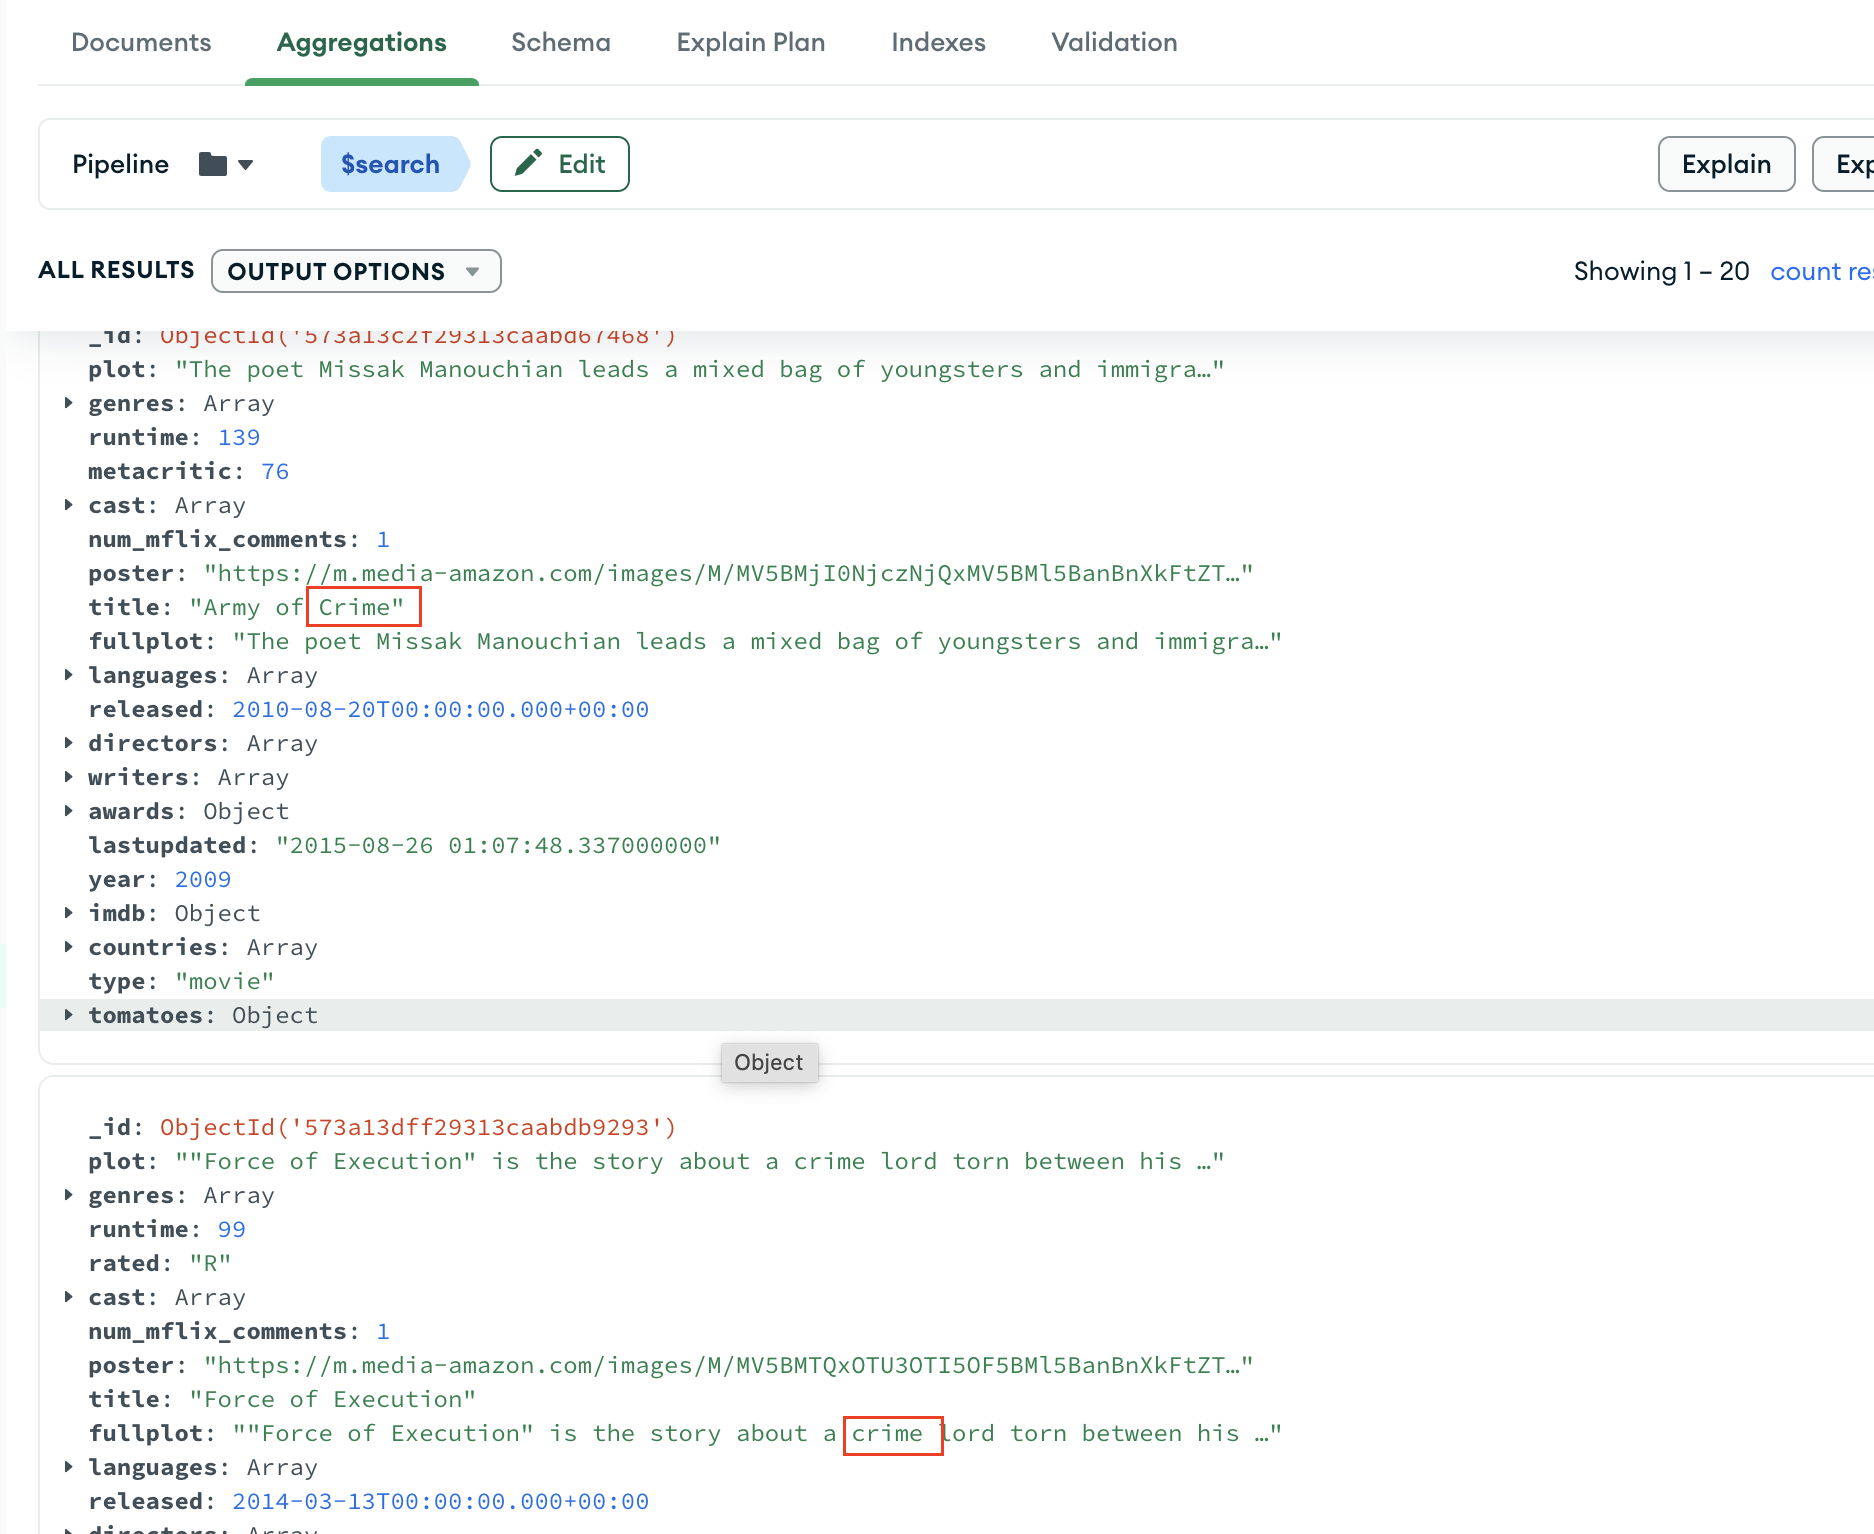 Documents Aggregations Schema Explain Plan Indexes Validation
Pipeline $search Edit Explain
ALL RESULTS OUTPUT OPTIONS Showing 1 – 20 count
_id: ObjectId('573a13c2f29313caabd67468')
plot: "The poet Missak Manouchian leads a mixed bag of youngsters and immigra…"
genres: Array
runtime: 139
metacritic: 76
cast: Array
num_mflix_comments: 1
poster: "https://m.media-amazon.com/images/M/MV5BMjI0NjczNjQxMV5BMl5BanBnXkFtZT…"
title: "Army of Crime"
fullplot: "The poet Missak Manouchian leads a mixed bag of youngsters and immigra…"
languages: Array
released: 2010-08-20T00:00:00.000+00:00
directors: Array
writers: Array
awards: Object
lastupdated: "2015-08-26 01:07:48.337000000"
year: 2009
imdb: Object
countries: Array
type: "movie"
tomatoes: Object
Object
_id: ObjectId('573a13dff29313caabdb9293')
plot: ""Force of Execution" is the story about a crime lord torn between his …"
genres: Array
runtime: 99
rated: "R"
cast: Array
num_mflix_comments: 1
poster: "https://m.media-amazon.com/images/M/MV5BMTQxOTU3OTI5OF5BMl5BanBnXkFtZT…"
title: "Force of Execution"
fullplot: ""Force of Execution" is the story about a crime lord torn between his …"
languages: Array
released: 2014-03-13T00:00:00.000+00:00
directors: Array